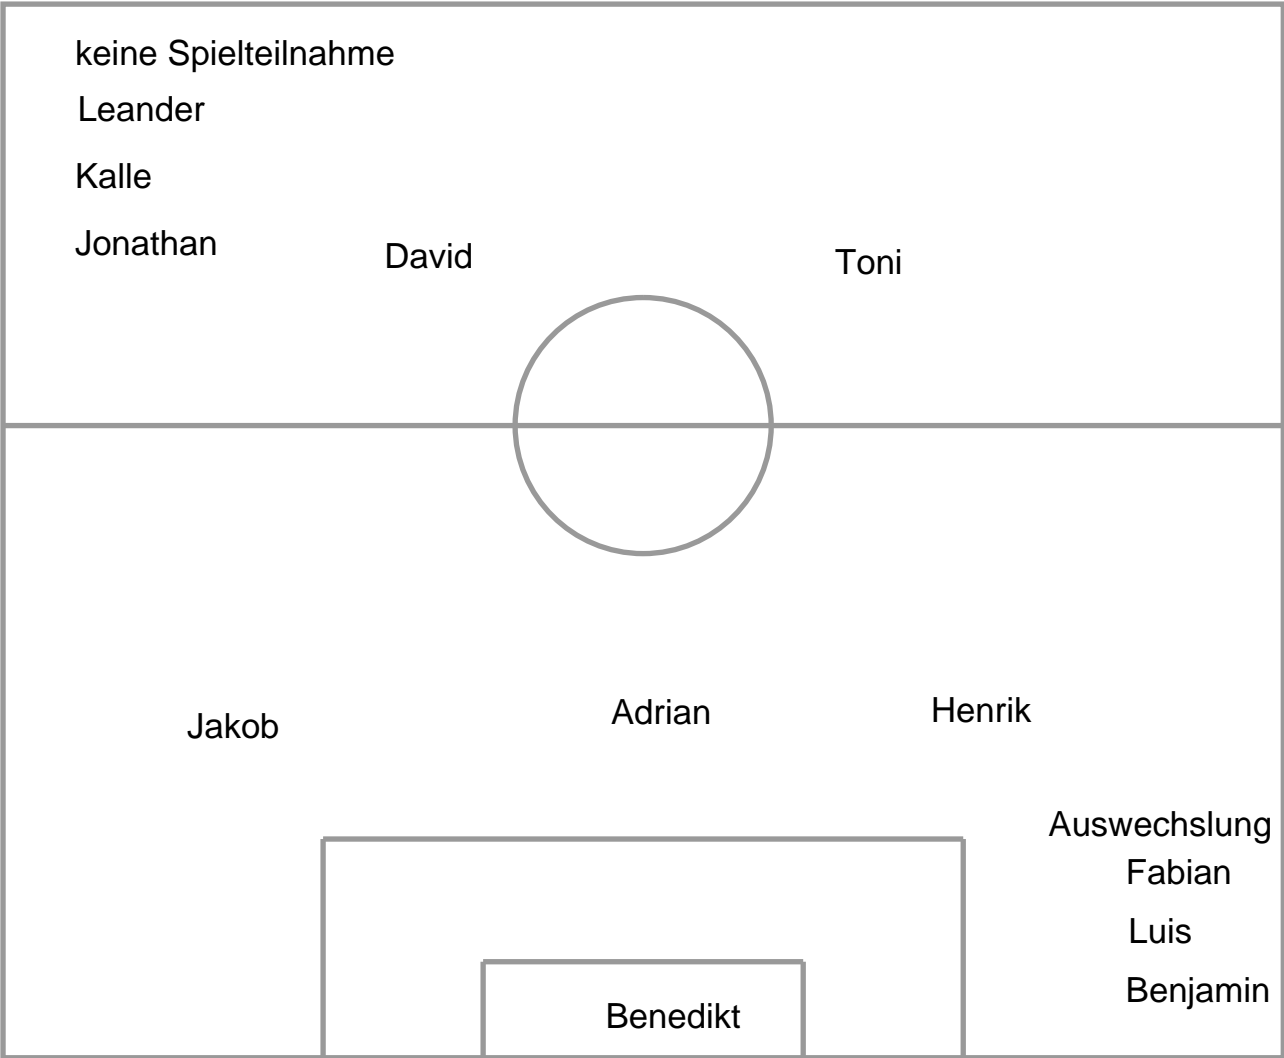 keine Spielteilnahme
Leander
Kalle
Jonathan
David
Toni
Jakob
Adrian
Henrik
Auswechslung
Fabian
Luis
Benjamin
Benedikt